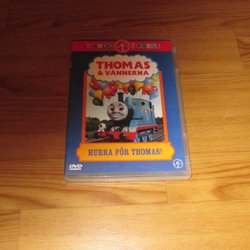 THOMAS
& VÄNNERNA
HURRA FÖR THOMAS!
DVD